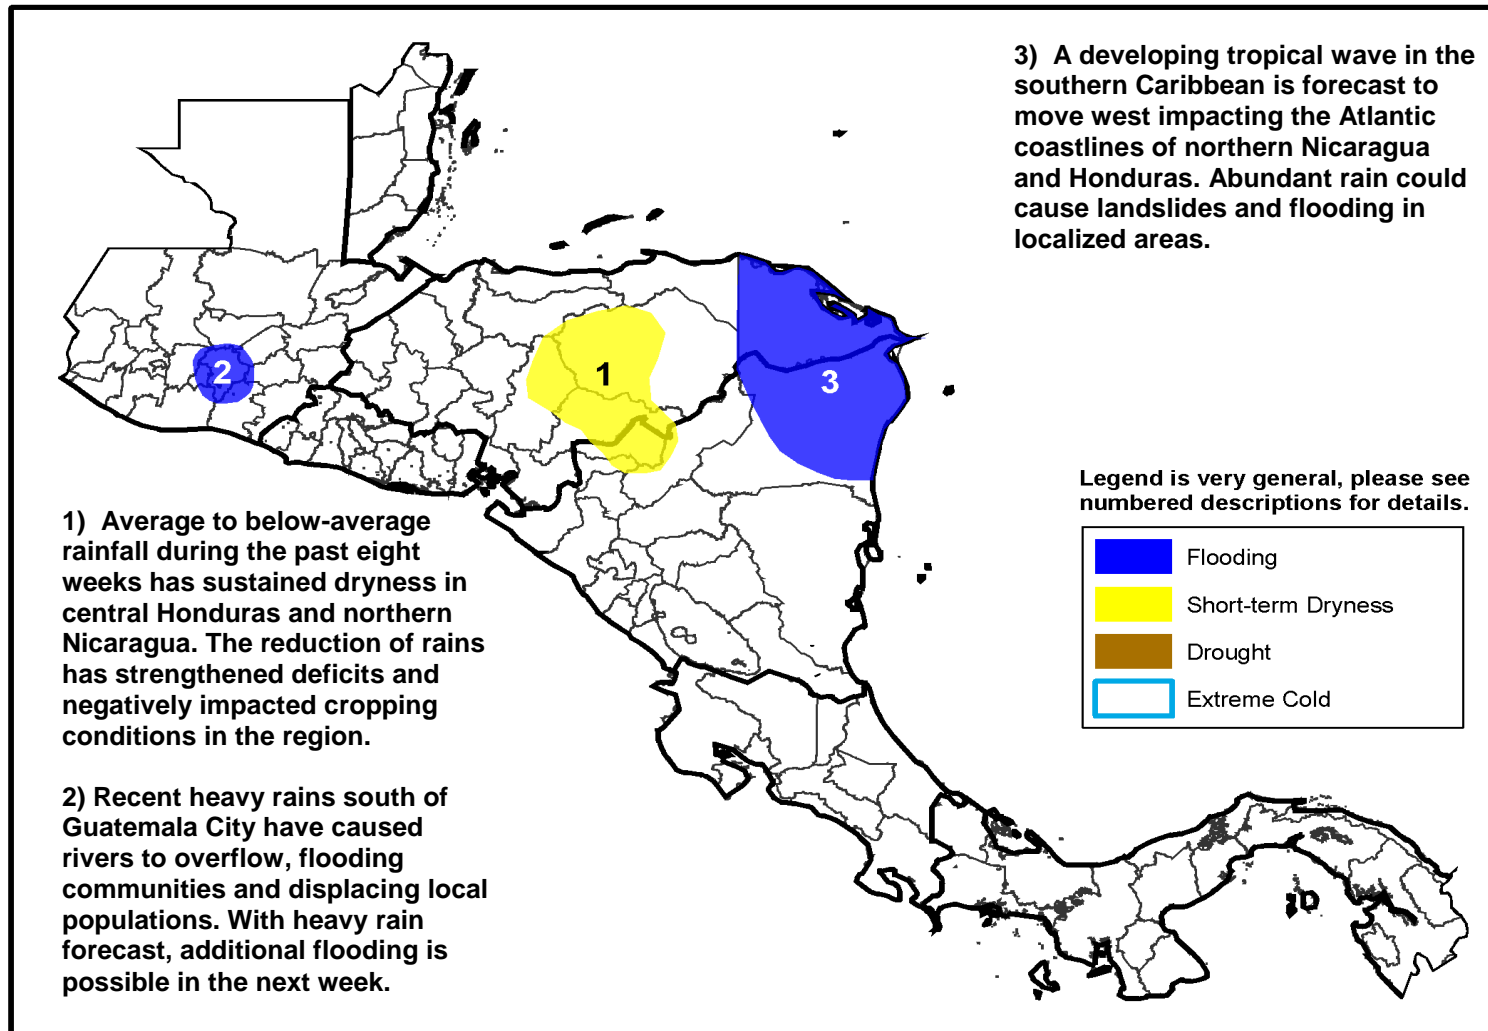 3)  A developing tropical wave in the
southern Caribbean is forecast to
move west impacting the Atlantic
coastlines of northern Nicaragua
and Honduras. Abundant rain could
cause landslides and flooding in
localized areas.
1
2
3
Legend is very general, please see
numbered descriptions for details.
Flooding
Short-term Dryness
Drought
Extreme Cold
1)  Average to below-average
rainfall during the past eight
weeks has sustained dryness in
central Honduras and northern
Nicaragua. The reduction of rains
has strengthened deficits and
negatively impacted cropping
conditions in the region.
2) Recent heavy rains south of
Guatemala City have caused
rivers to overflow, flooding
communities and displacing local
populations. With heavy rain
forecast, additional flooding is
possible in the next week.